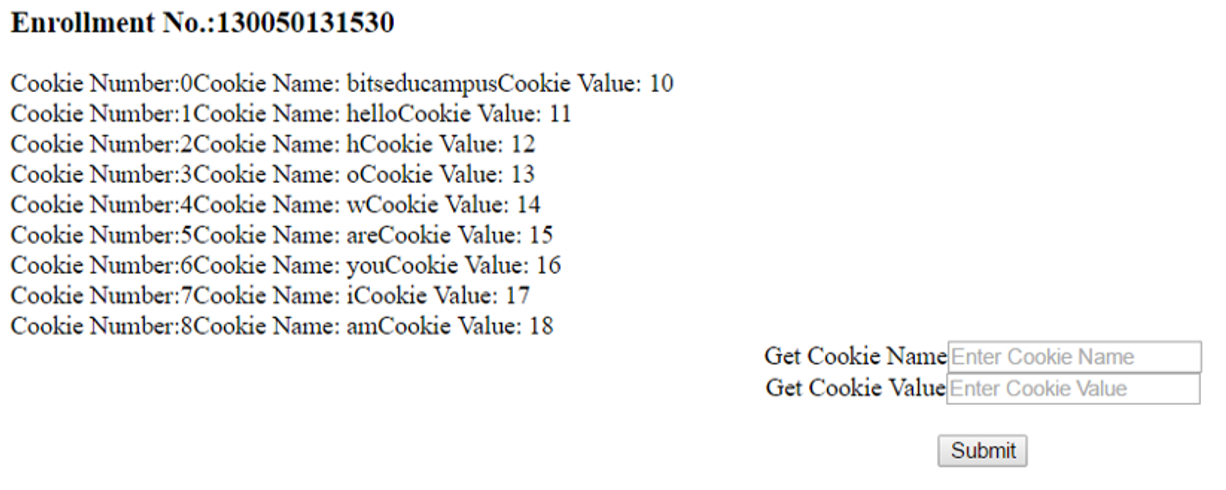 Enrollment No.:130050131530
Cookie Number:0Cookie Name: bitseducampusCookie Value: 10
Cookie Number:1Cookie Name: helloCookie Value: 11
Cookie Number:2Cookie Name: hCookie Value: 12
Cookie Number:3Cookie Name: oCookie Value: 13
Cookie Number:4Cookie Name: wCookie Value: 14
Cookie Number:5Cookie Name: areCookie Value: 15
Cookie Number:6Cookie Name: youCookie Value: 16
Cookie Number:7Cookie Name: iCookie Value: 17
Cookie Number:8Cookie Name: amCookie Value: 18
Get Cookie Name Enter Cookie Name
Get Cookie Value Enter Cookie Value
Submit